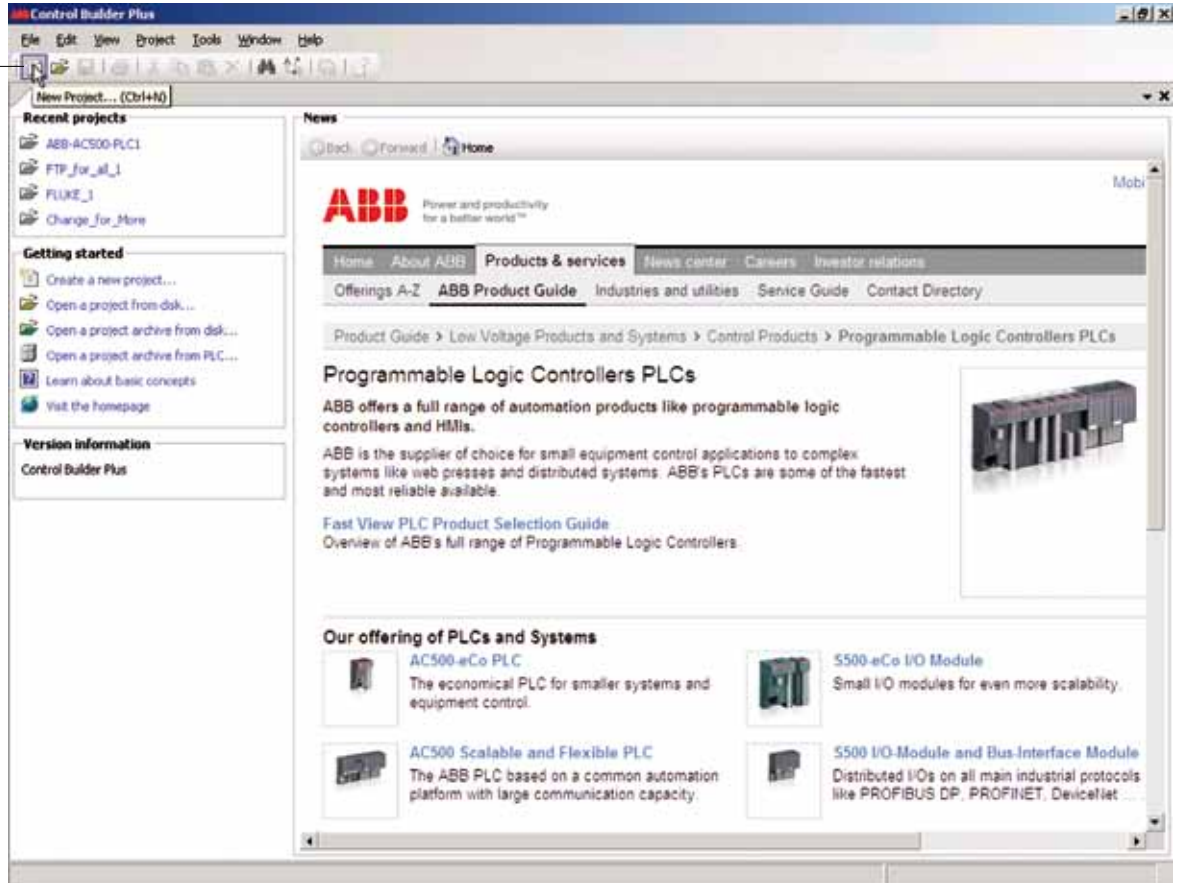 Control Builder Plus
File Edit View Project Tools Window Help
New Project... (Ctrl+N)
Recent projects
ABB-AC500-PLC1
FTP_for_all_1
FLUKE_1
Change_for_More
Getting started
Create a new project...
Open a project from disk...
Open a project archive from disk...
Open a project archive from PLC...
Learn about basic concepts
Visit the homepage
Version information
Control Builder Plus
News
Back Forward Home
Mobi
ABB
Power and productivity
for a better world™
Home About ABB Products & services News center Careers Investor relations
Offerings A-Z ABB Product Guide Industries and utilities Service Guide Contact Directory
Product Guide > Low Voltage Products and Systems > Control Products > Programmable Logic Controllers PLCs
Programmable Logic Controllers PLCs
ABB offers a full range of automation products like programmable logic
controllers and HMIs.
ABB is the supplier of choice for small equipment control applications to complex
systems like web presses and distributed systems. ABB's PLCs are some of the fastest
and most reliable available.
Fast View PLC Product Selection Guide
Overview of ABB's full range of Programmable Logic Controllers
Our offering of PLCs and Systems
AC500-eCo PLC
The economical PLC for smaller systems and
equipment control.
S500-eCo I/O Module
Small I/O modules for even more scalability.
AC500 Scalable and Flexible PLC
The ABB PLC based on a common automation
platform with large communication capacity.
S500 I/O-Module and Bus-Interface Module
Distributed I/Os on all main industrial protocols
like PROFIBUS DP, PROFINET, DeviceNet ...